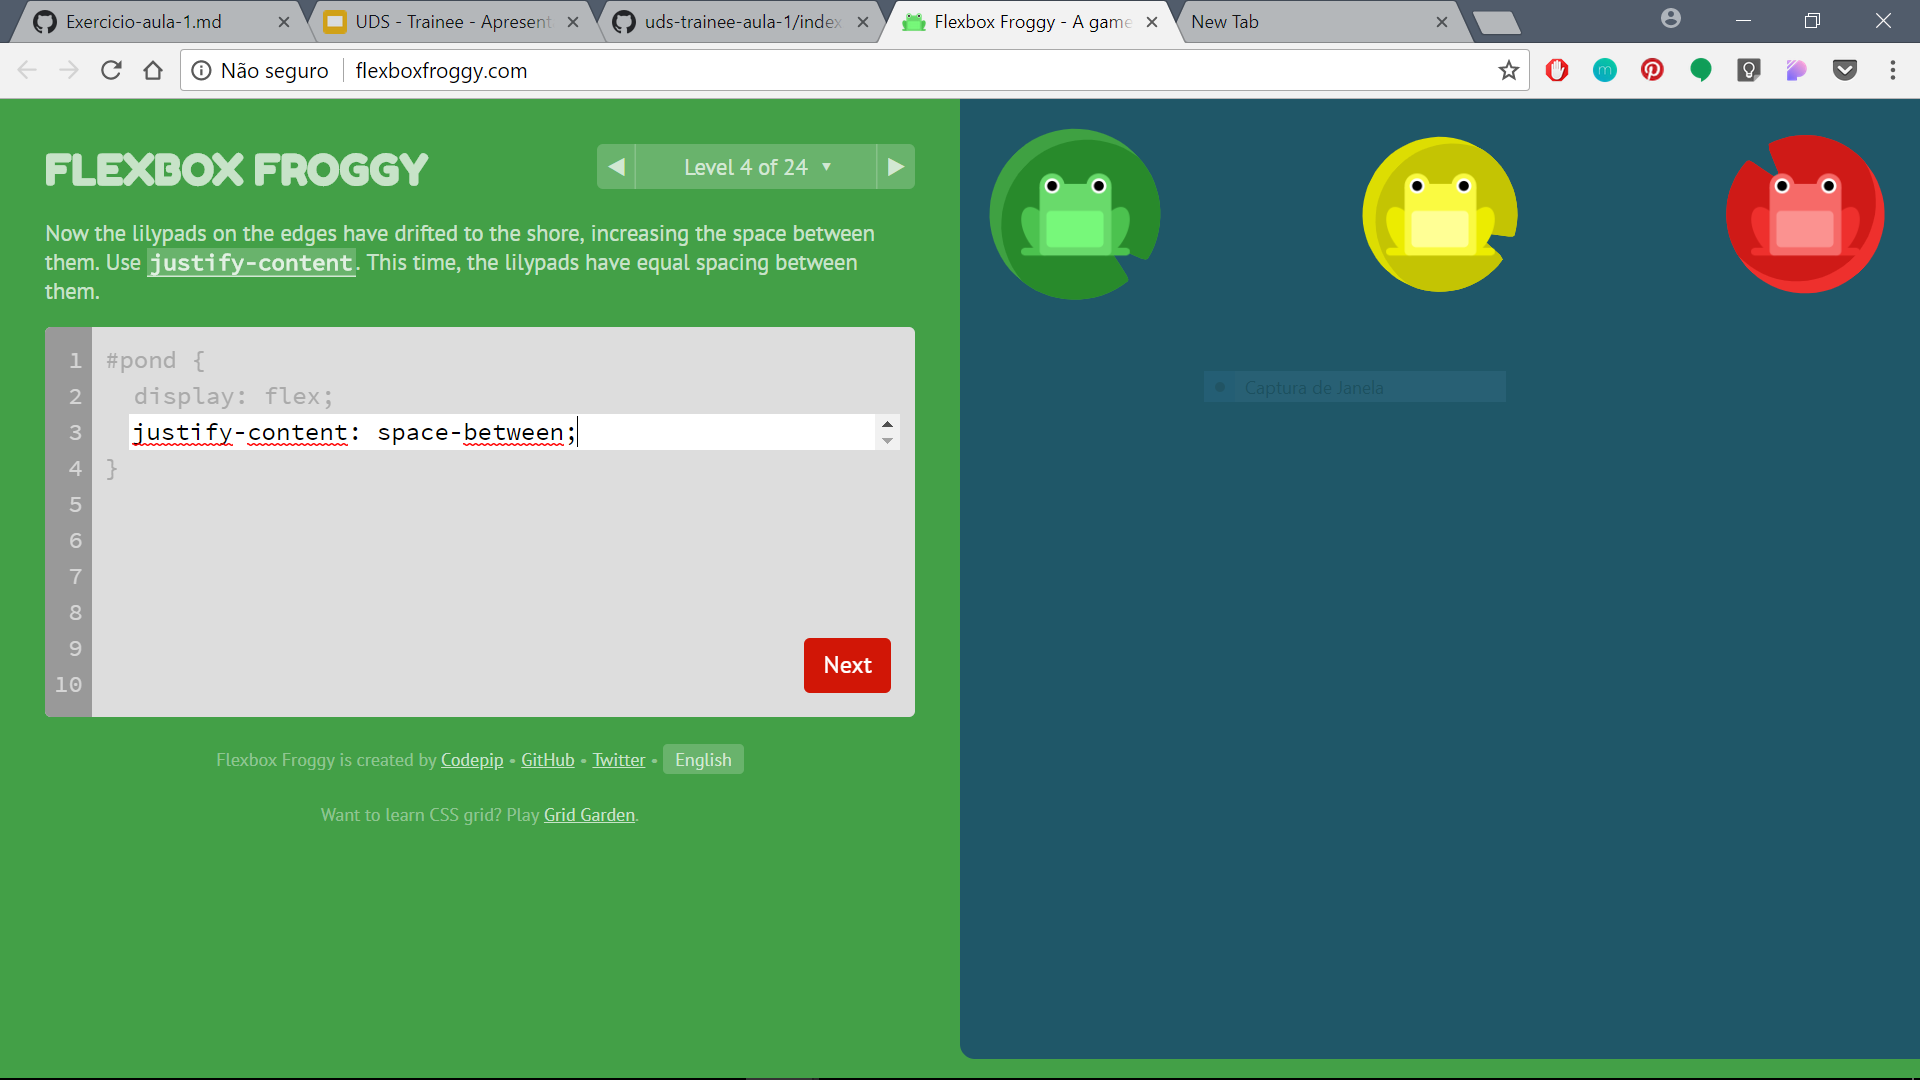 Exercicio-aula-1.md
UDS - Trainee - Apresent
uds-trainee-aula-1/index
Flexbox Froggy - A game
New Tab
Não seguro
flexboxfroggy.com
m
FLEXBOX FROGGY
Level 4 of 24 ▼
Now the lilypads on the edges have drifted to the shore, increasing the space between
them. Use justify-content. This time, the lilypads have equal spacing between
them.
1 #pond {
2 display: flex;
3 justify-content: space-between;
4 }
5
6
7
8
9
10
Next
Captura de Janela
Flexbox Froggy is created by Codepip • GitHub • Twitter • English
Want to learn CSS grid? Play Grid Garden.